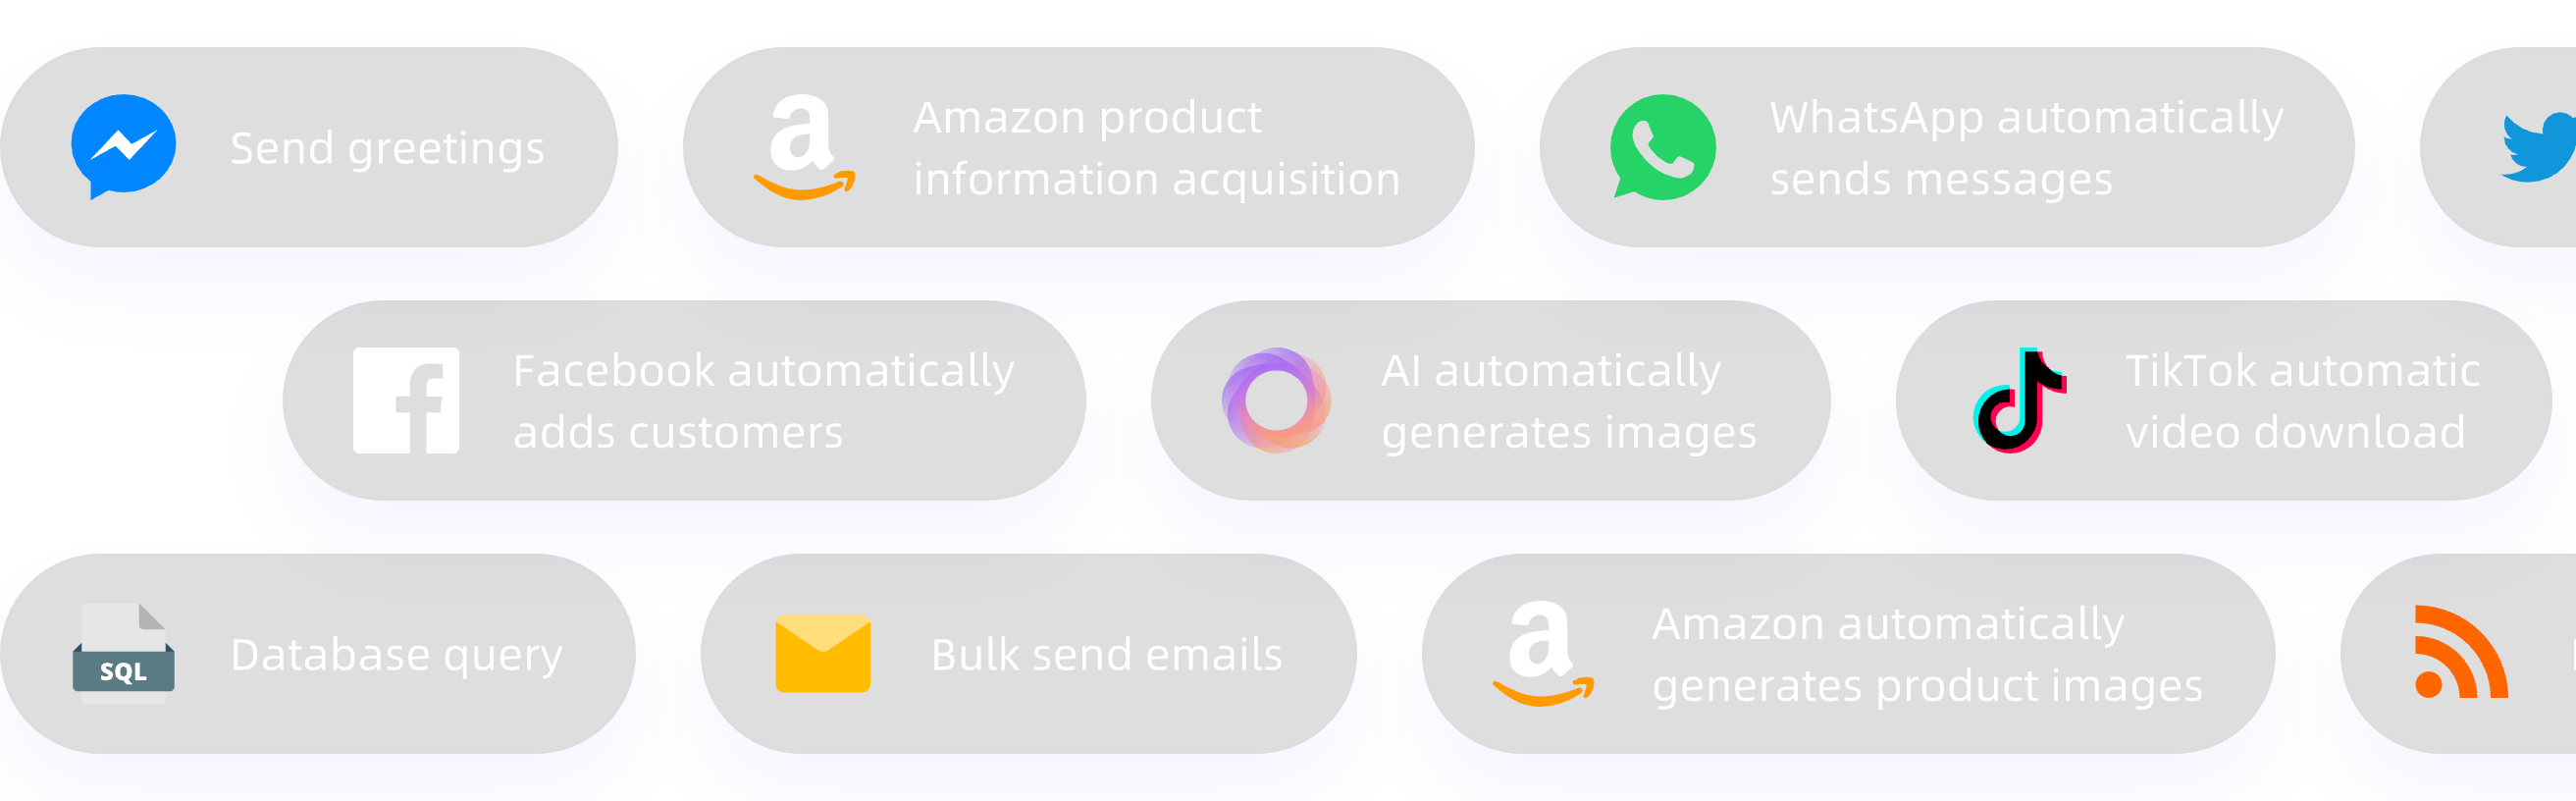 Send greetings
Amazon product
information acquisition
WhatsApp automatically
sends messages
Facebook automatically
adds customers
AI automatically
generates images
TikTok automatic
video download
SQL
Database query
Bulk send emails
Amazon automatically
generates product images